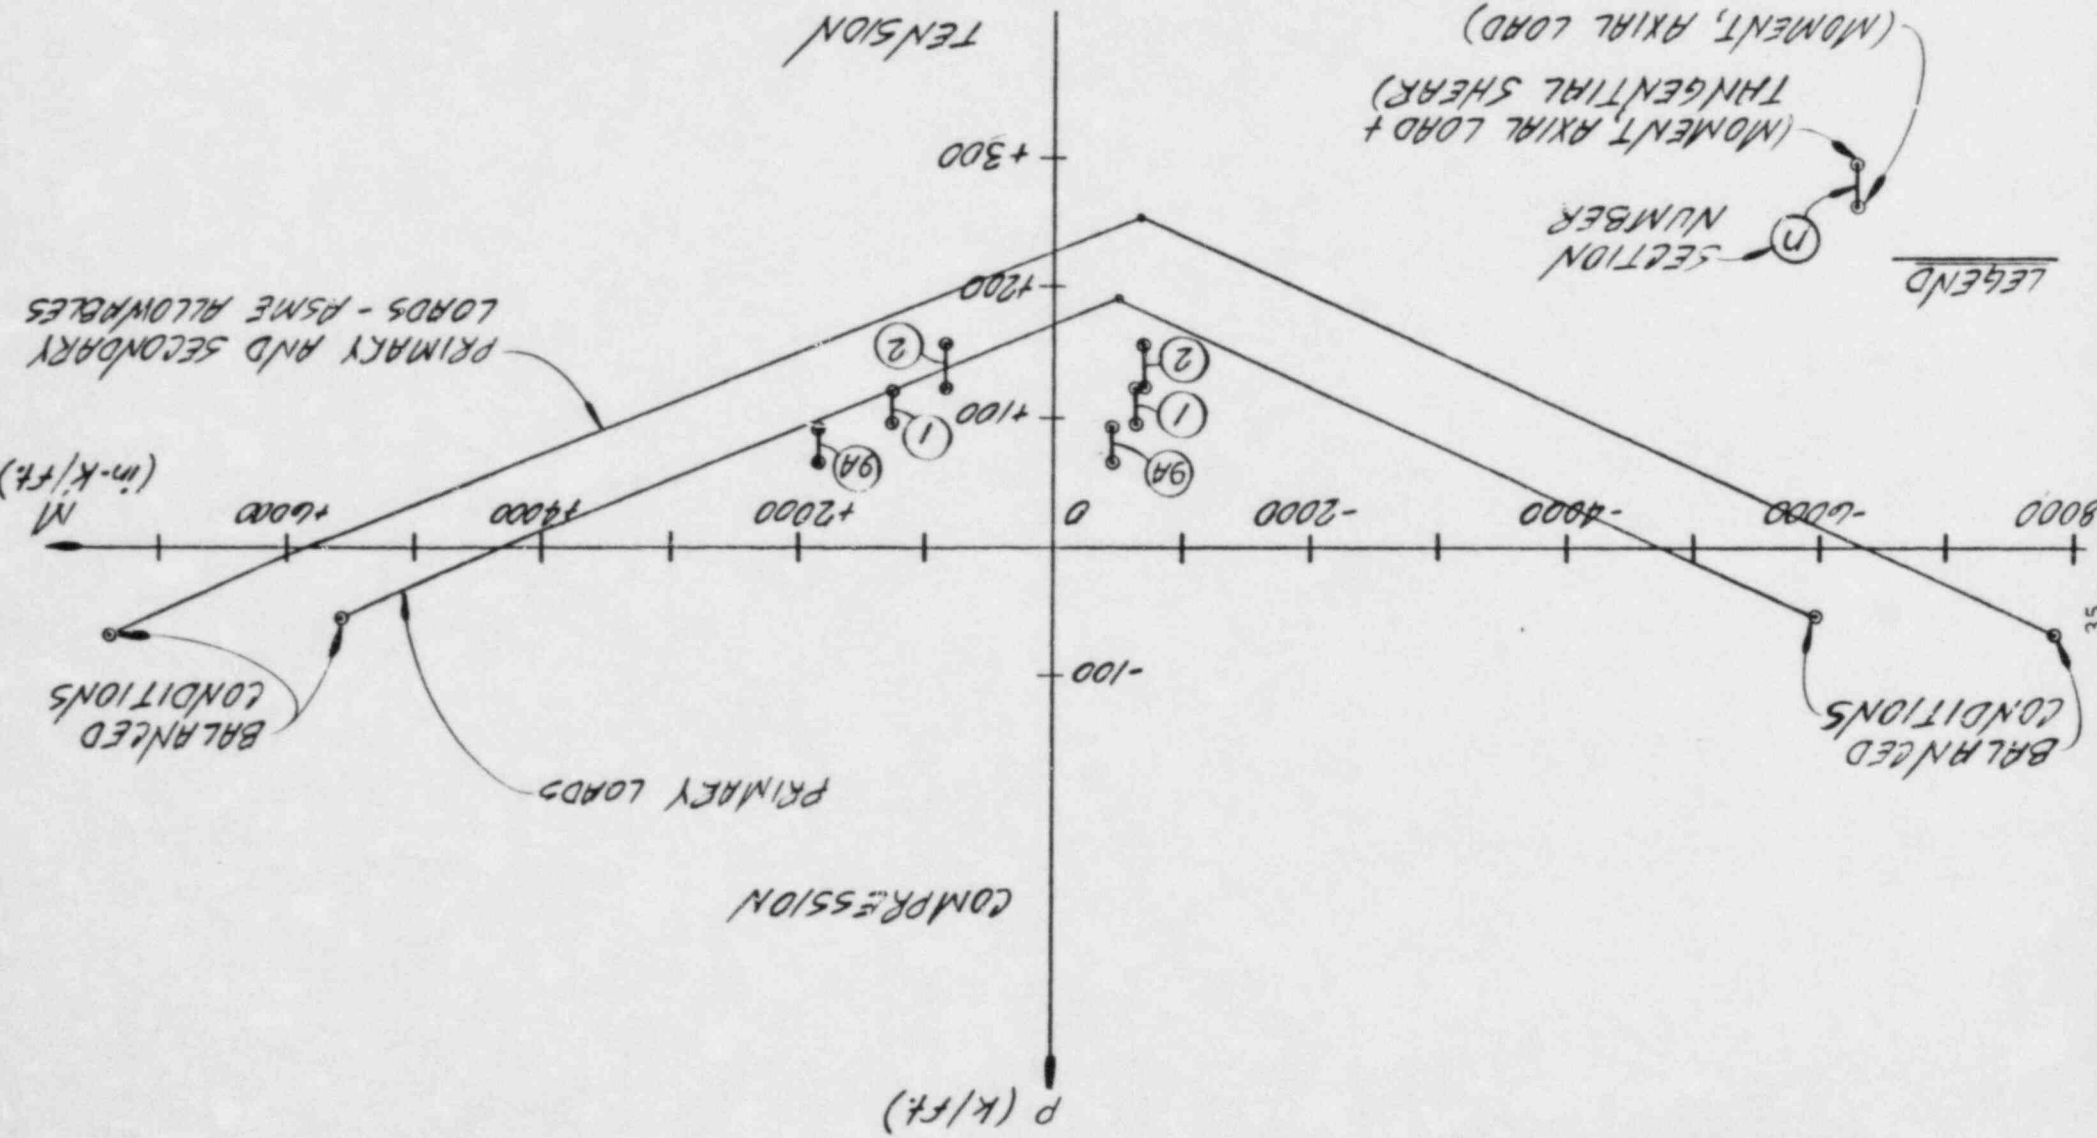 P (K/Ft.)
COMPRESSION
PRIMARY LOADS
BALANCED
CONDITIONS
BALANCED
CONDITIONS
-100
35
8000
-6000
-4000
-2000
0
+2000
+4000
+6000
M
(in-K/ft.)
9A
9A
1
1
+100
2
2
+200
PRIMARY AND SECONDARY
LOADS - ASME ALLOWABLES
LEGEND
n
SECTION
NUMBER
+300
(MOMENT, AXIAL LOAD +
TANGENTIAL SHEAR)
(MOMENT, AXIAL LOAD)
TENSION